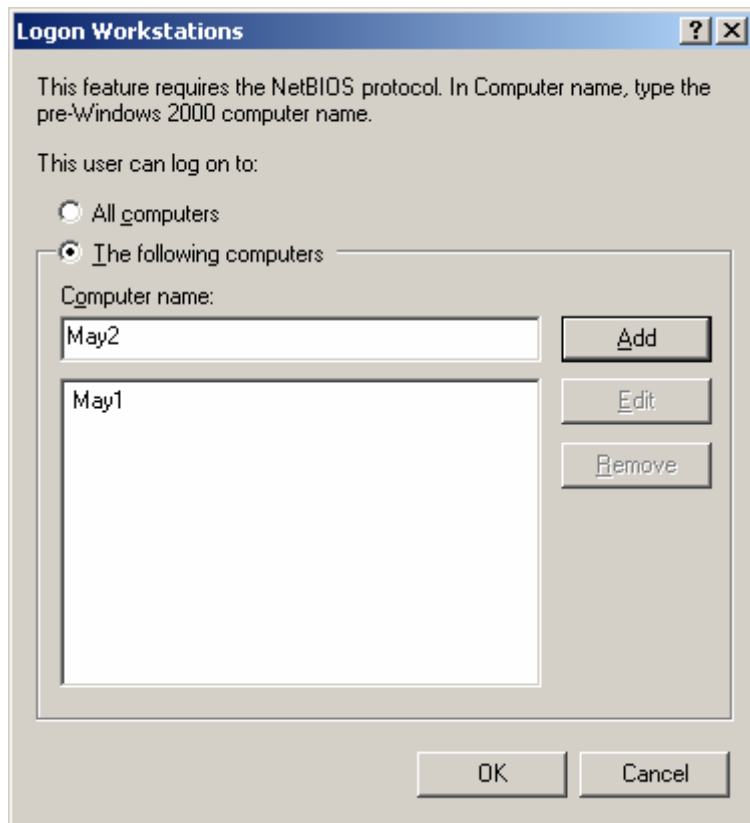 Logon Workstations
This feature requires the NetBIOS protocol. In Computer name, type the
pre-Windows 2000 computer name.
This user can log on to:
All computers
The following computers
Computer name:
May2
Add
May1
Edit
Remove
OK
Cancel